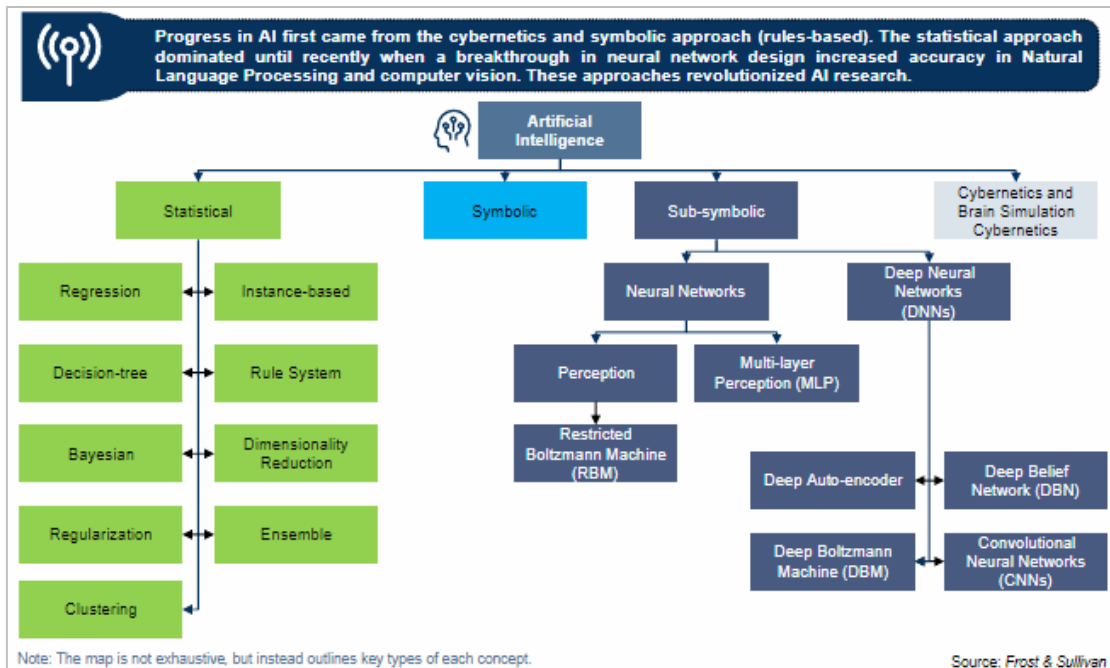 Progress in AI first came from the cybernetics and symbolic approach (rules-based). The statistical approach
dominated until recently when a breakthrough in neural network design increased accuracy in Natural
Language Processing and computer vision. These approaches revolutionized AI research.
Artificial
Intelligence
Statistical
Symbolic
Sub-symbolic
Cybernetics and
Brain Simulation
Cybernetics
Regression
Instance-based
Neural Networks
Deep Neural
Networks
(DNNs)
Decision-tree
Rule System
Perception
Multi-layer
Perception (MLP)
Bayesian
Dimensionality
Reduction
Restricted
Boltzmann Machine
(RBM)
Deep Auto-encoder
Deep Belief
Network (DBN)
Regularization
Ensemble
Deep Boltzmann
Machine (DBM)
Convolutional
Neural Networks
(CNNs)
Clustering
Note: The map is not exhaustive, but instead outlines key types of each concept.
Source: Frost & Sullivan